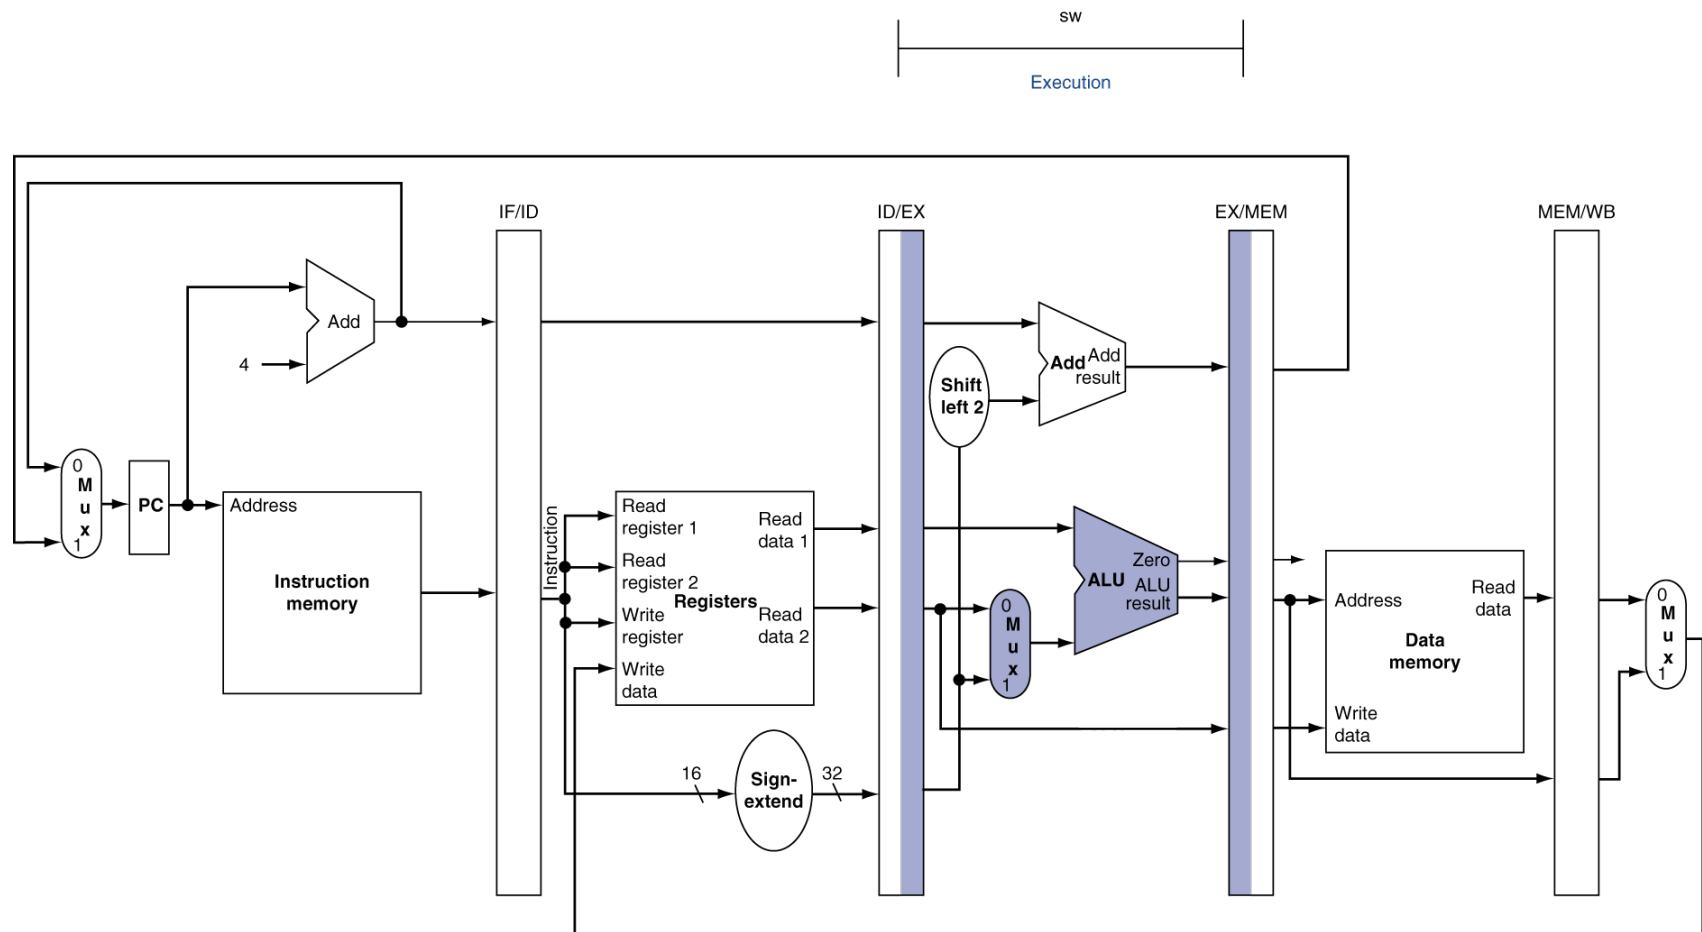 sw
Execution
IF/ID
ID/EX
EX/MEM
MEM/WB
Add
4
Add Add
result
Shift
left 2
0
M
u
x
1
PC
Address
Instruction
memory
Instruction
Read
register 1
Read
register 2
Write
register
Write
data
Registers
Read
data 1
Read
data 2
16
Sign-
extend
32
0
M
u
x
1
ALU
Zero
ALU
result
Address
Read
data
Data
memory
Write
data
0
M
u
x
1